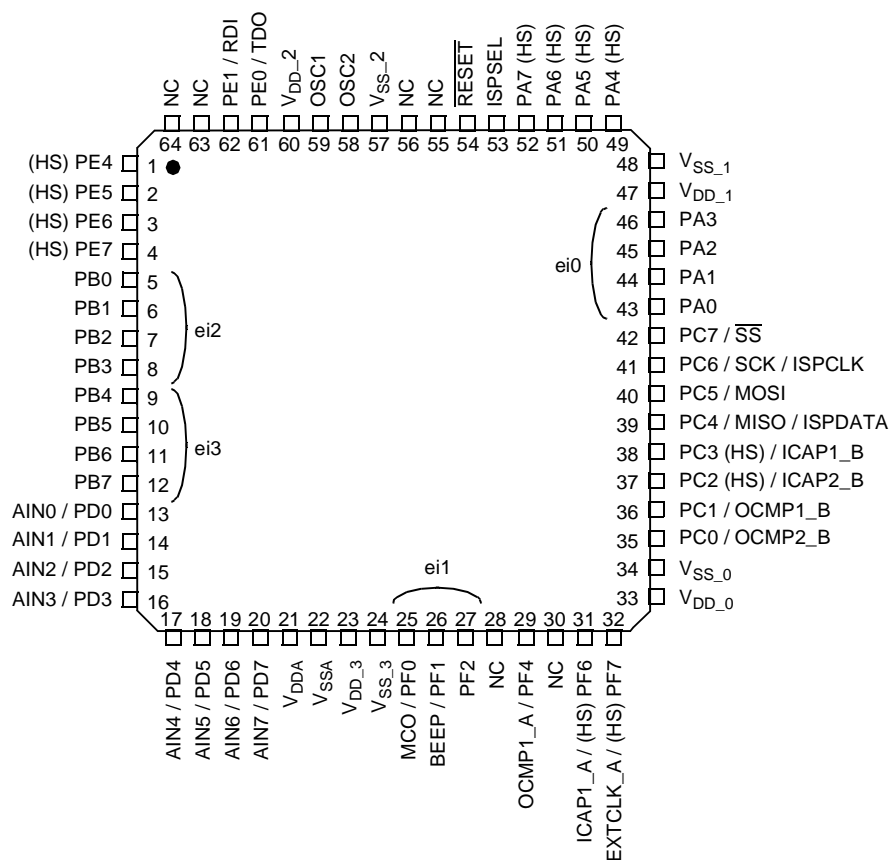 NC
NC
PE1 / RDI
PE0 / TDO
VDD_2
OSC1
OSC2
VSS_2
NC
NC
RESET
ISPSEL
PA7 (HS)
PA6 (HS)
PA5 (HS)
PA4 (HS)
64 63 62 61 60 59 58 57 56 55 54 53 52 51 50 49
(HS) PE4 1
(HS) PE5 2
(HS) PE6 3
(HS) PE7 4
PB0 5
PB1 6
PB2 7
PB3 8
ei2
PB4 9
PB5 10
PB6 11
PB7 12
ei3
AIN0 / PD0 13
AIN1 / PD1 14
AIN2 / PD2 15
AIN3 / PD3 16
48 VSS_1
47 VDD_1
46 PA3
45 PA2
44 PA1
43 PA0
ei0
42 PC7 / SS
41 PC6 / SCK / ISPCLK
40 PC5 / MOSI
39 PC4 / MISO / ISPDATA
38 PC3 (HS) / ICAP1_B
37 PC2 (HS) / ICAP2_B
36 PC1 / OCMP1_B
35 PC0 / OCMP2_B
34 VSS_0
33 VDD_0
ei1
17 18 19 20 21 22 23 24 25 26 27 28 29 30 31 32
AIN4 / PD4
AIN5 / PD5
AIN6 / PD6
AIN7 / PD7
VDDA
VSSA
VDD_3
VSS_3
MCO / PF0
BEEP / PF1
PF2
NC
OCMP1_A / PF4
NC
ICAP1_A / (HS) PF6
EXTCLK_A / (HS) PF7